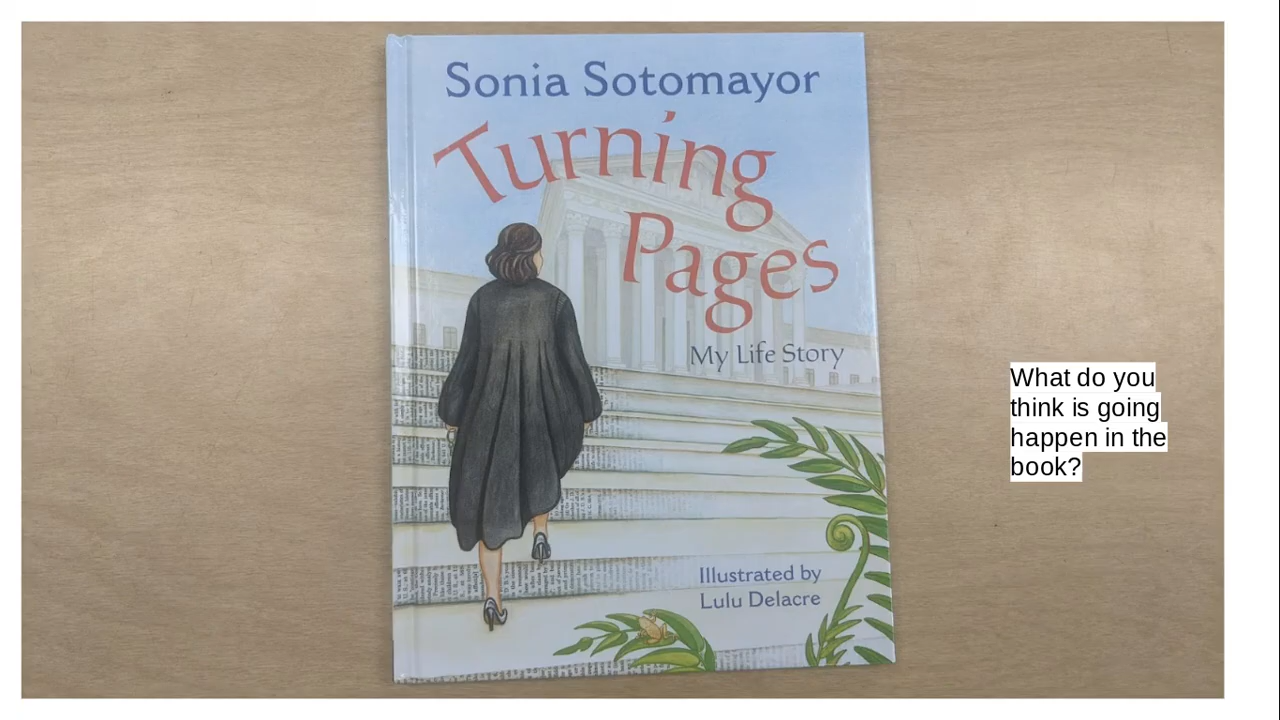 Sonia Sotomayor
Turning
Pages
My Life Story
What do you
think is going
happen in the
book?
Illustrated by
Lulu Delacre